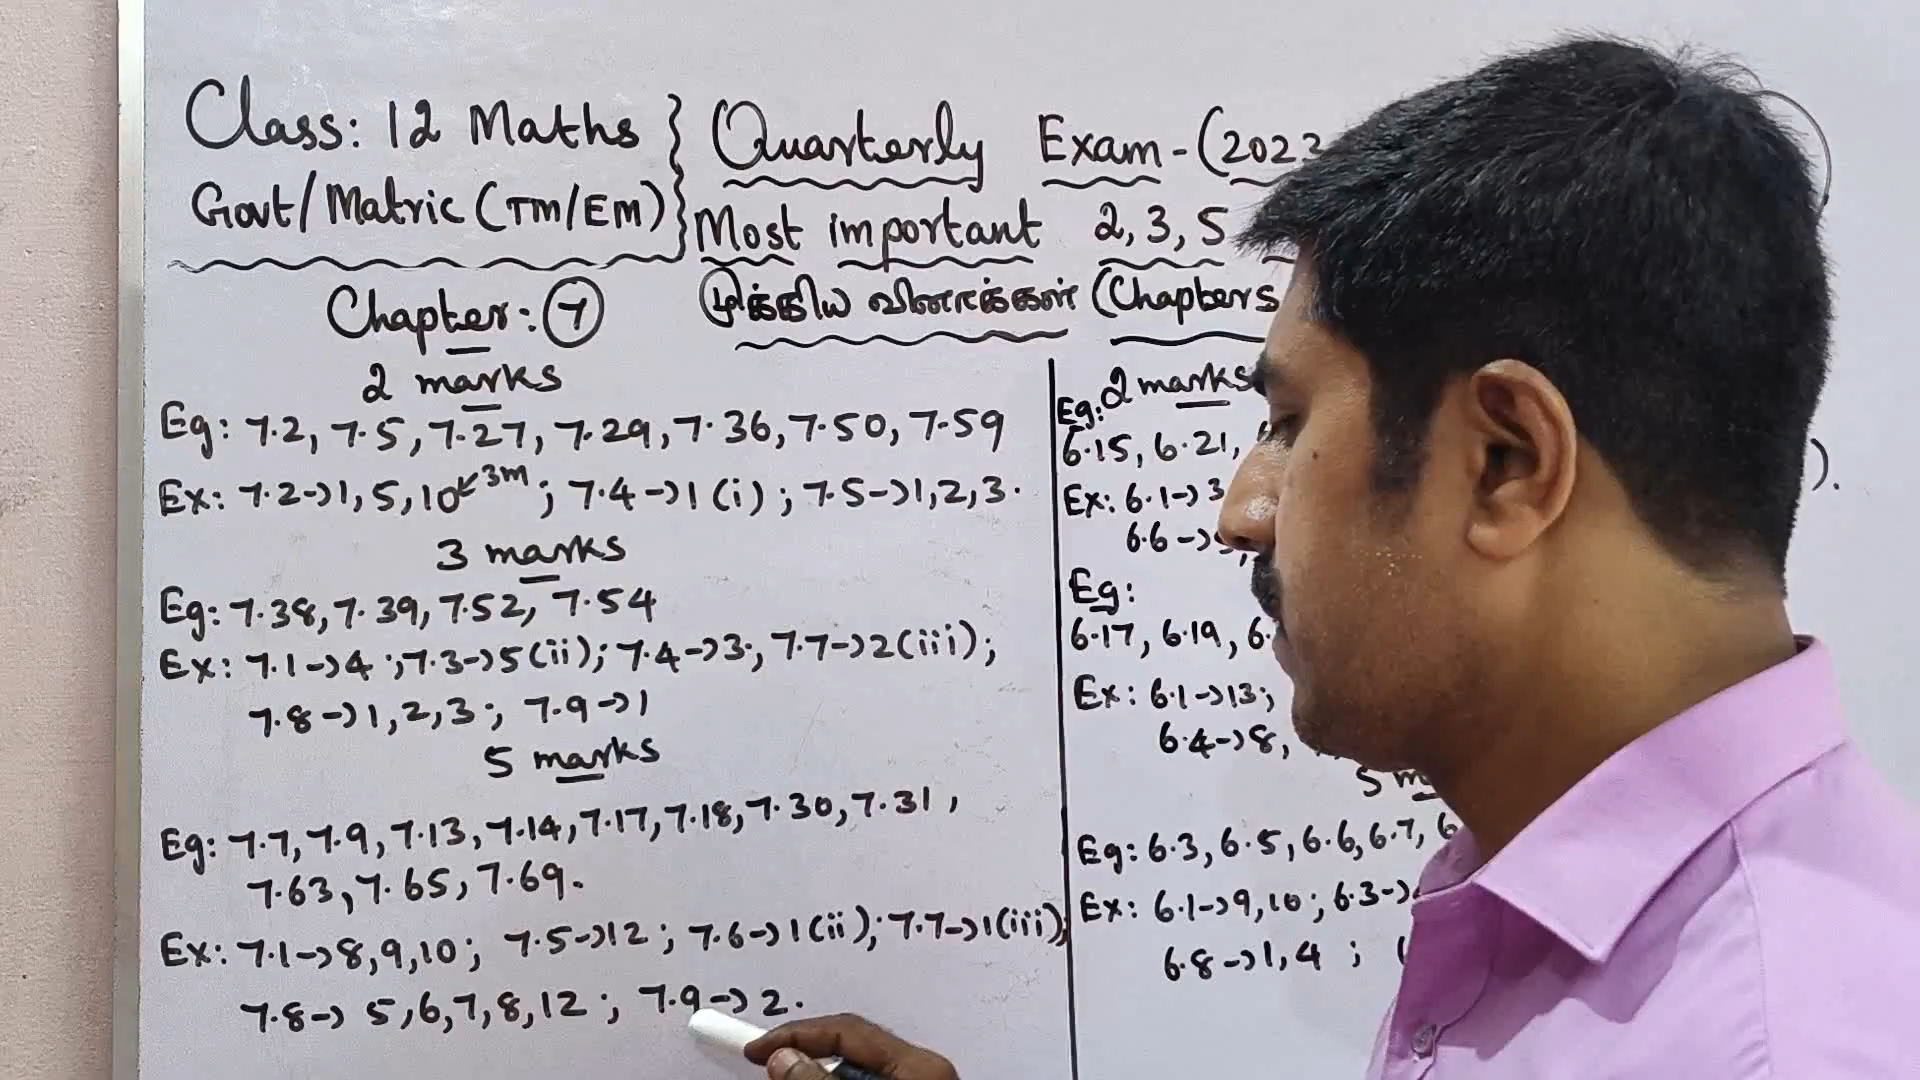 Class: 12 Maths
Govt/Matric (TM/EM)
Quarterly Exam - (2023
Most important 2, 3, 5
முக்கிய வினாக்கள் (Chapters
Chapter: 7
2 marks
Eg: 7.2, 7.5, 7.27, 7.29, 7.36, 7.50, 7.59
Ex: 7.2→1, 5, 10←3m; 7.4→1(i); 7.5→1,2,3.
3 marks
Eg: 7.38, 7.39, 7.52, 7.54
Ex: 7.1→4; 7.3→5(ii); 7.4→3; 7.7→2(iii);
7.8→1,2,3; 7.9→1
5 marks
Eg: 7.7, 7.9, 7.13, 7.14, 7.17, 7.18, 7.30, 7.31,
7.63, 7.65, 7.69.
Ex: 7.1→8,9,10; 7.5→12; 7.6→1(ii); 7.7→1(iii);
7.8→5,6,7,8,12; 7.9→2.
2 marks
Eg:
6.15, 6.21,
Ex: 6.1→3
6.6→
Eg:
6.17, 6.19, 6.
Ex: 6.1→13;
6.4→8,
5 m
Eg: 6.3, 6.5, 6.6, 6.7, 6
Ex: 6.1→9,10; 6.3→
6.8→1,4;
).